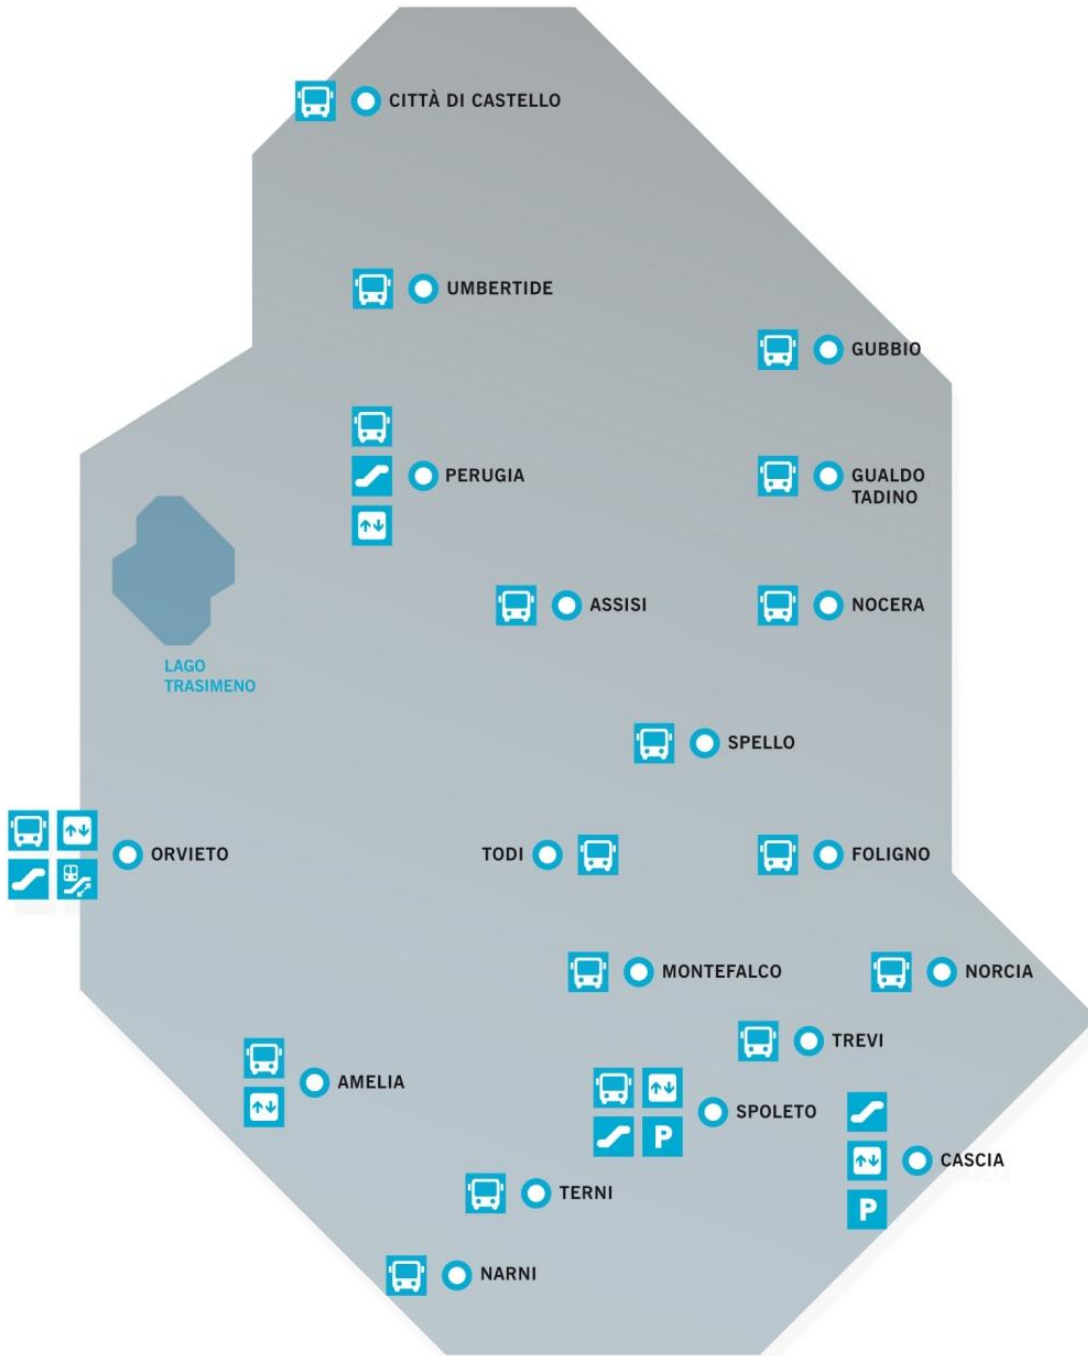 CITTÀ DI CASTELLO
UMBERTIDE
GUBBIO
PERUGIA
GUALDO
TADINO
ASSISI
NOCERA
LAGO
TRASIMENO
SPELLO
ORVIETO
TODI
FOLIGNO
MONTEFALCO
NORCIA
TREVI
AMELIA
SPOLETO
P
CASCIA
P
TERNI
NARNI